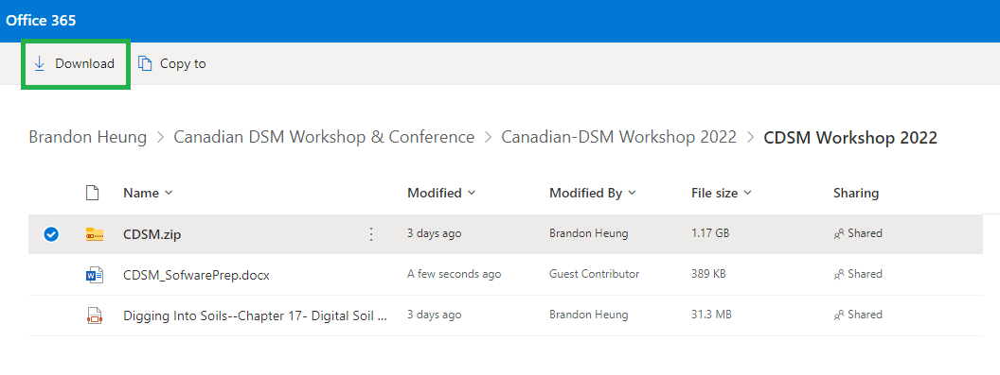 Office 365
Download Copy to
Brandon Heung > Canadian DSM Workshop & Conference > Canadian-DSM Workshop 2022 > CDSM Workshop 2022
Name Modified Modified By File size Sharing
CDSM.zip 3 days ago Brandon Heung 1.17 GB Shared
CDSM_SofwarePrep.docx A few seconds ago Guest Contributor 389 KB Shared
Digging Into Soils--Chapter 17- Digital Soil ... 3 days ago Brandon Heung 31.3 MB Shared